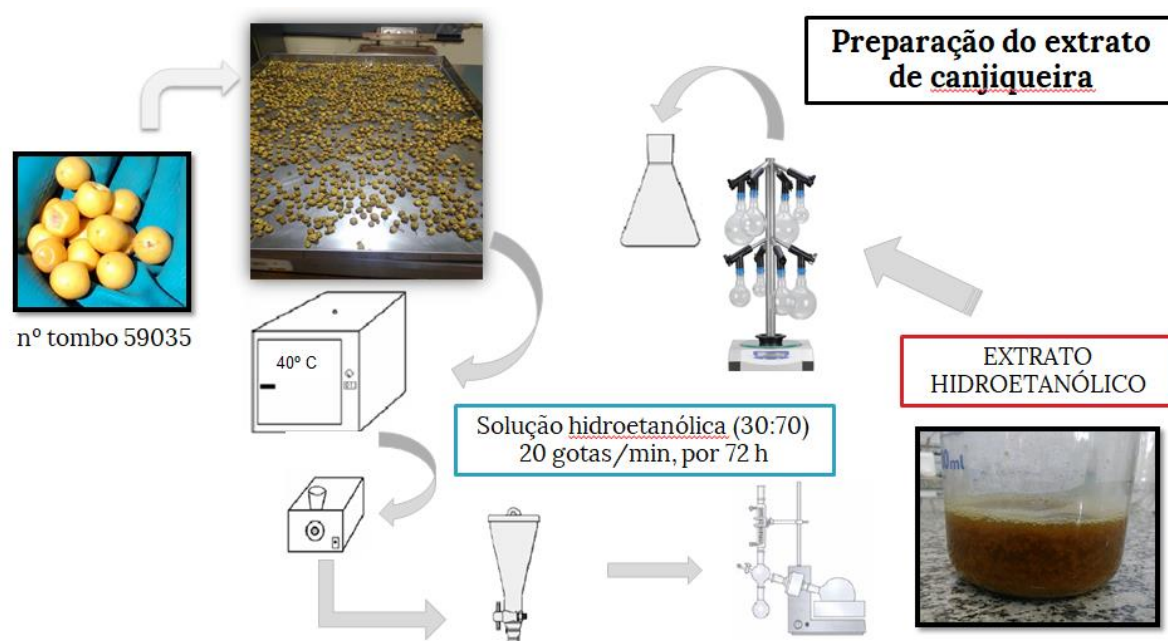 Preparação do extrato
de canjiqueira
nº tombo 59035
40º C
Solução hidroetanólica (30:70)
20 gotas/min, por 72 h
EXTRATO
HIDROETANÓLICO